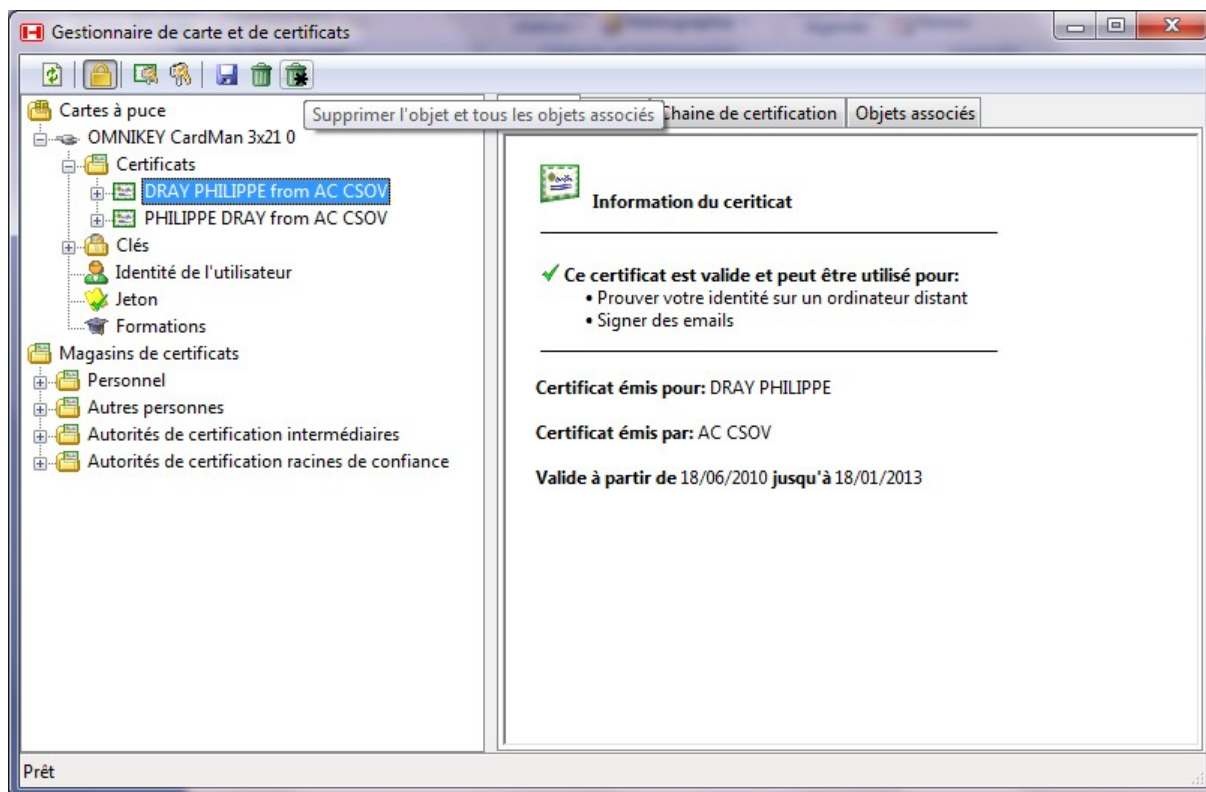 Gestionnaire de carte et de certificats
Supprimer l'objet et tous les objets associés
Chaine de certification
Objets associés
Cartes à puce
OMNIKEY CardMan 3x21 0
Certificats
DRAY PHILIPPE from AC CSOV
PHILIPPE DRAY from AC CSOV
Clés
Identité de l'utilisateur
Jeton
Formations
Magasins de certificats
Personnel
Autres personnes
Autorités de certification intermédiaires
Autorités de certification racines de confiance
Information du ceriticat
Ce certificat est valide et peut être utilisé pour:
• Prouver votre identité sur un ordinateur distant
• Signer des emails
Certificat émis pour: DRAY PHILIPPE
Certificat émis par: AC CSOV
Valide à partir de 18/06/2010 jusqu'à 18/01/2013
Prêt